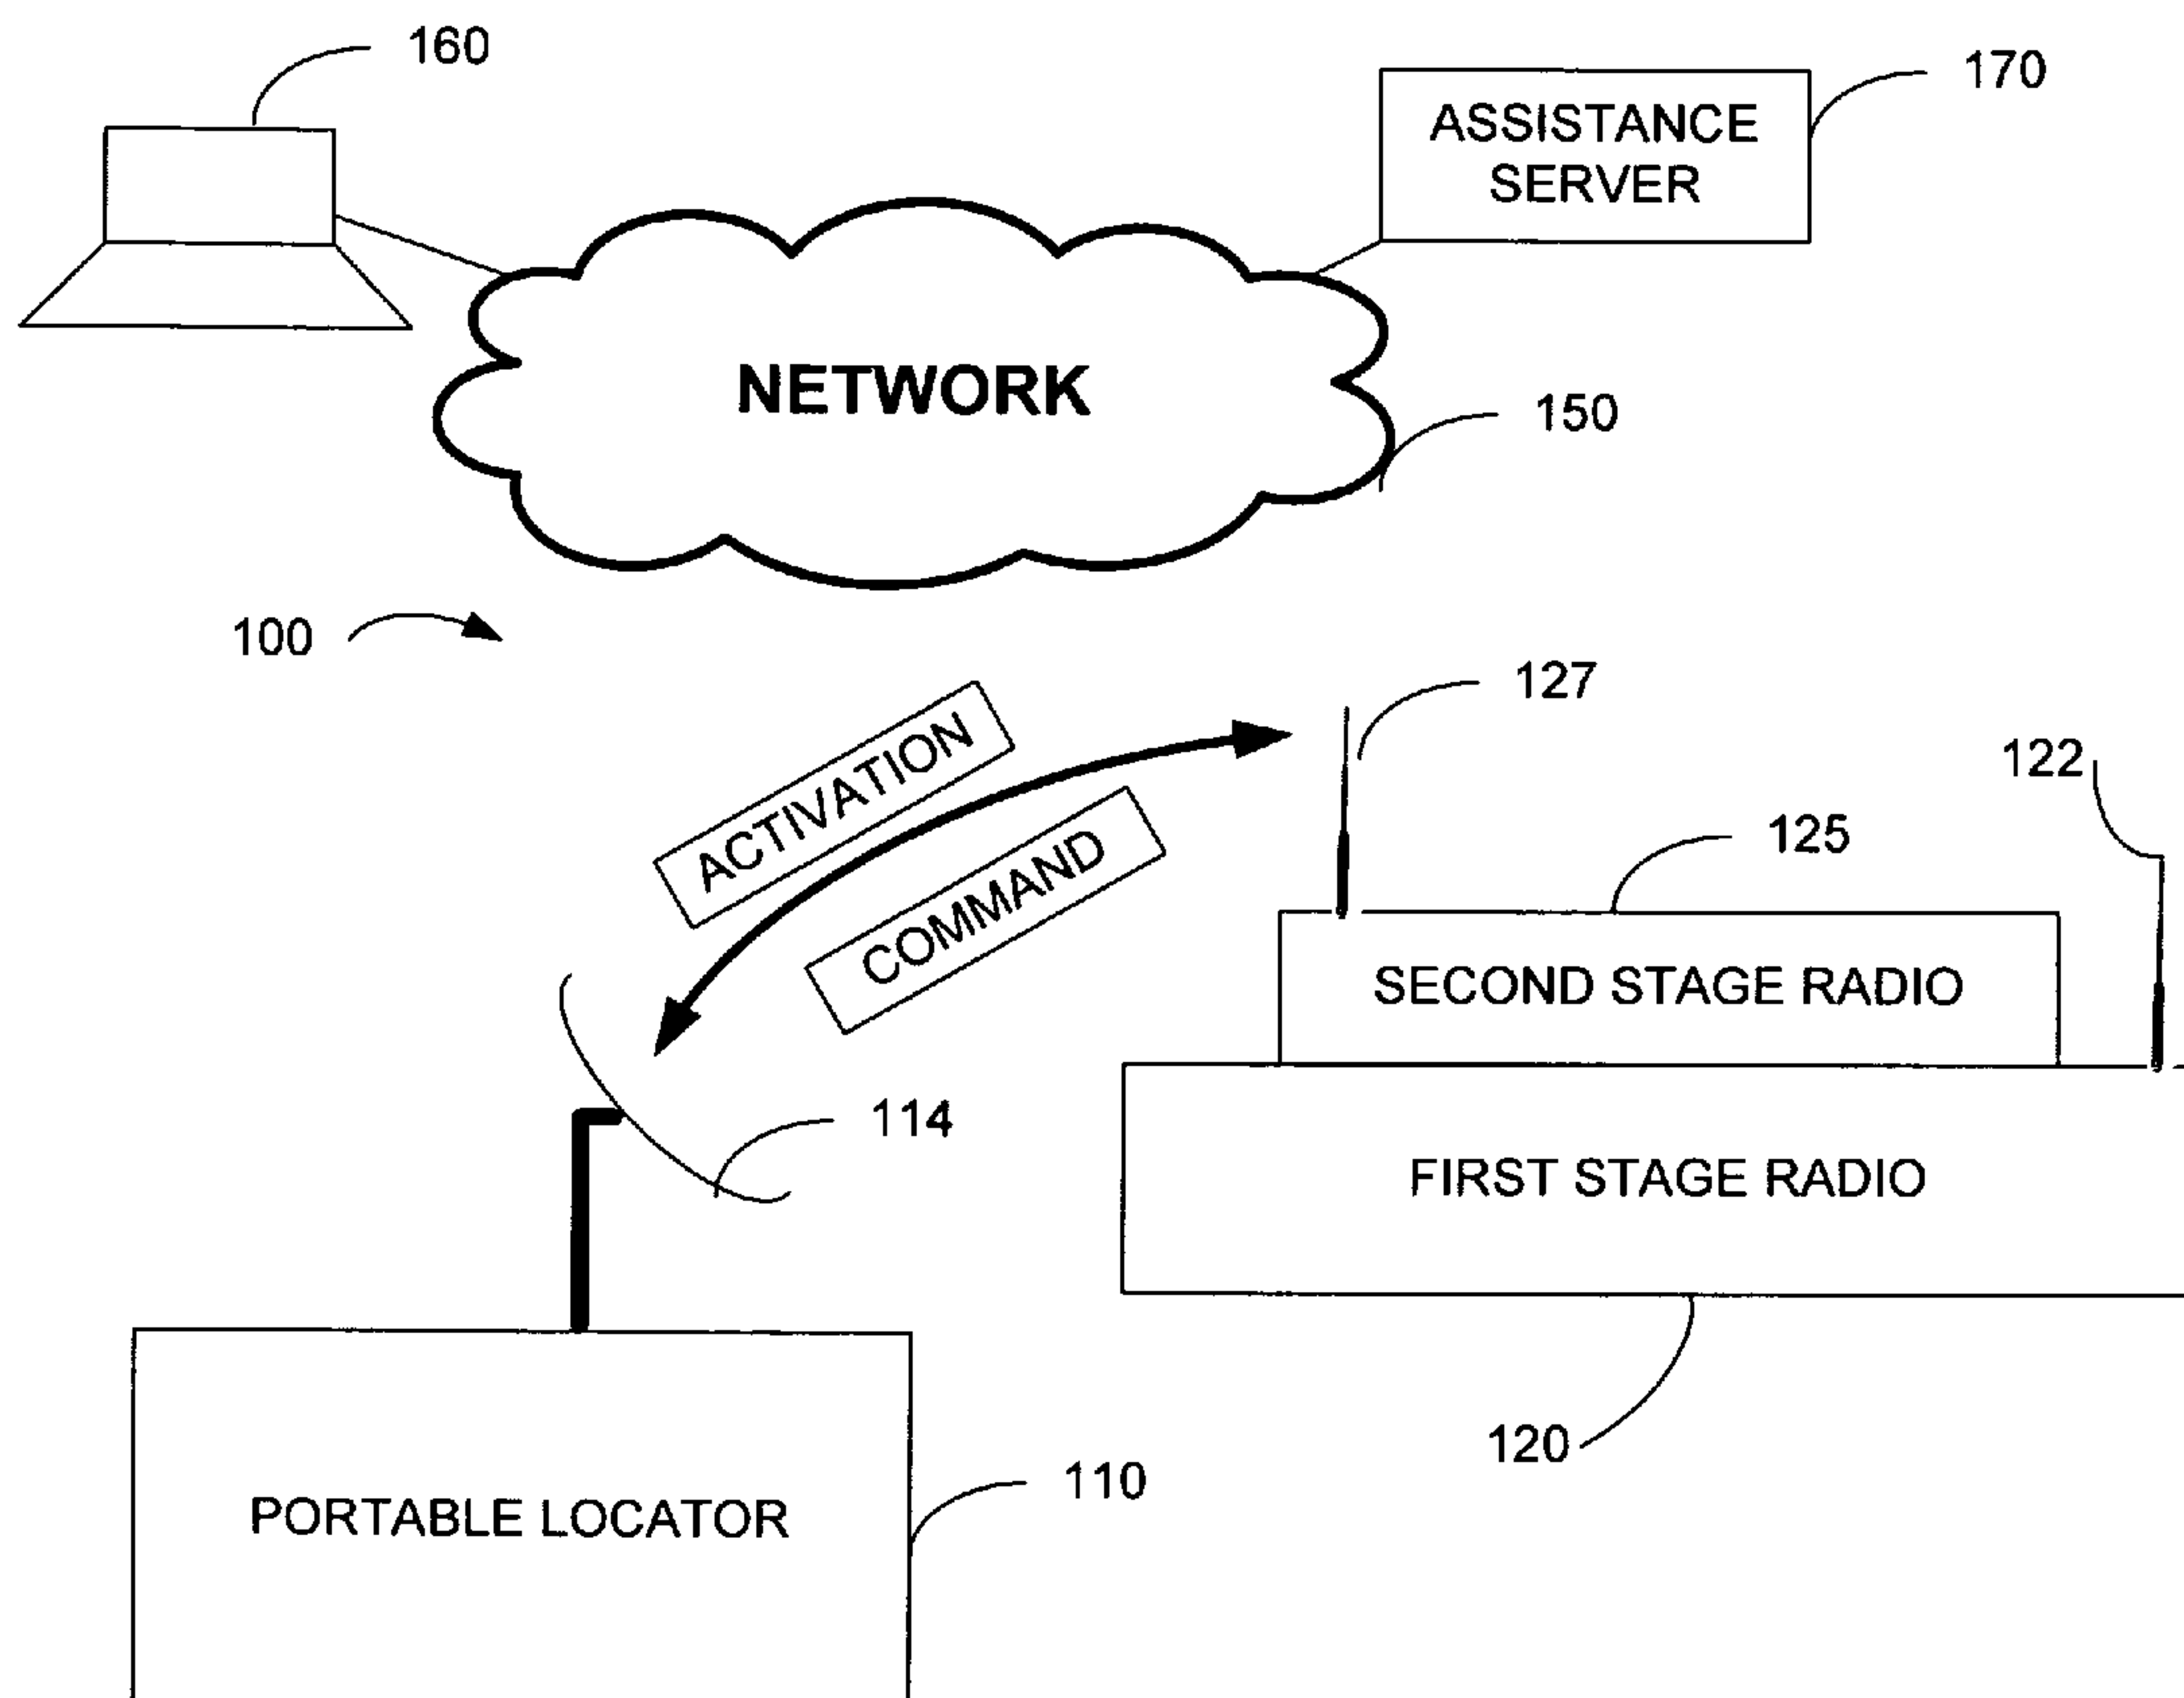 160
170
ASSISTANCE
SERVER
NETWORK
150
100
127
122
ACTIVATION
125
COMMAND
SECOND STAGE RADIO
114
FIRST STAGE RADIO
120
110
PORTABLE LOCATOR